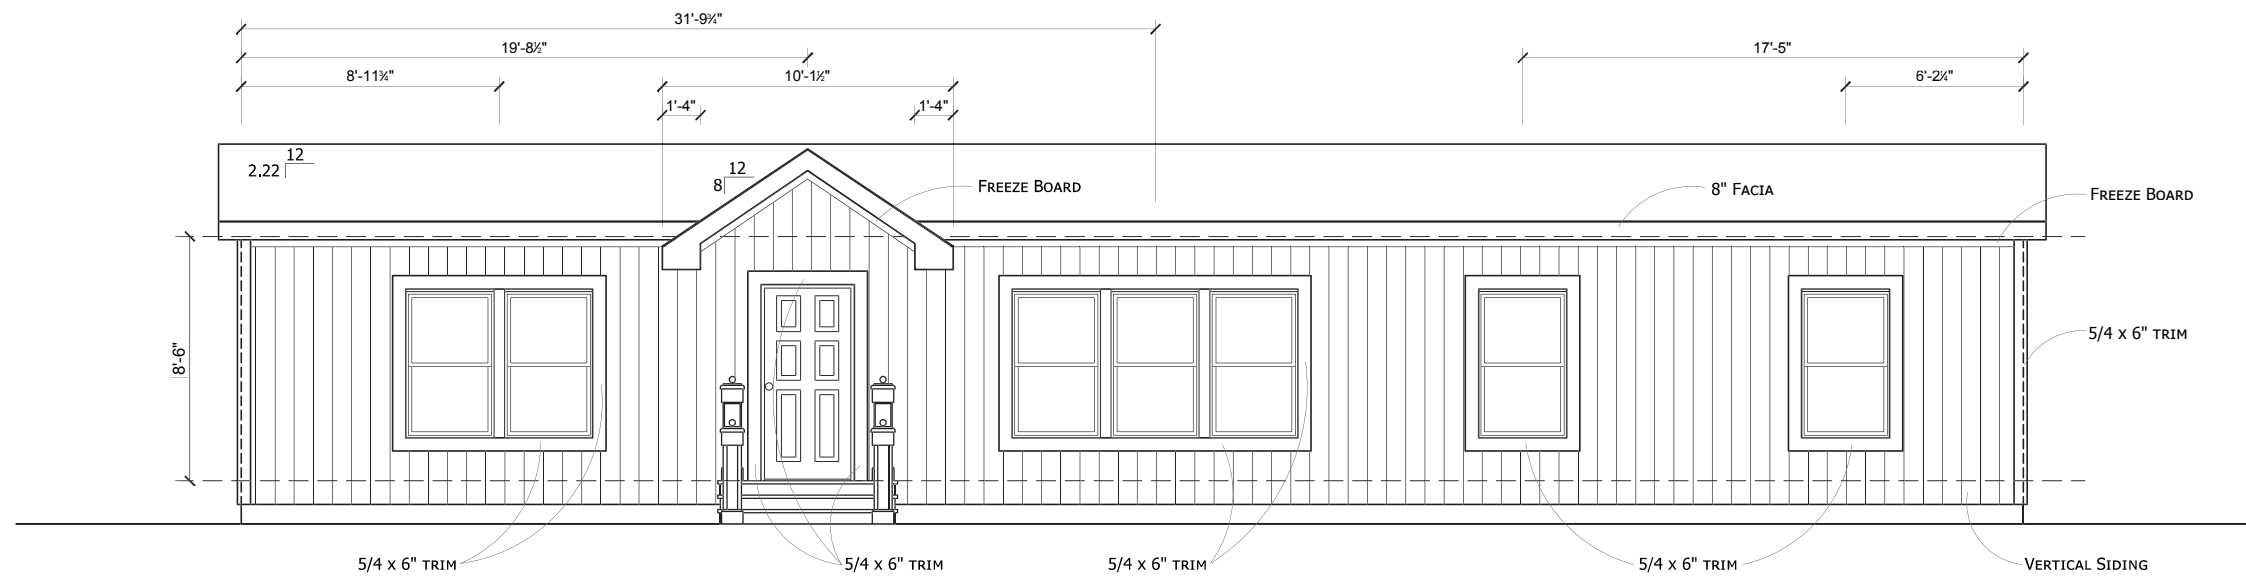 31'-9¾"
19'-8½"
17'-5"
8'-11¾"
10'-1½"
6'-2¼"
1'-4"
1'-4"
12
2.22
12
8
Freeze Board
8" Facia
Freeze Board
8'-6"
5/4 x 6" trim
5/4 x 6" trim
5/4 x 6" trim
5/4 x 6" trim
5/4 x 6" trim
Vertical Siding